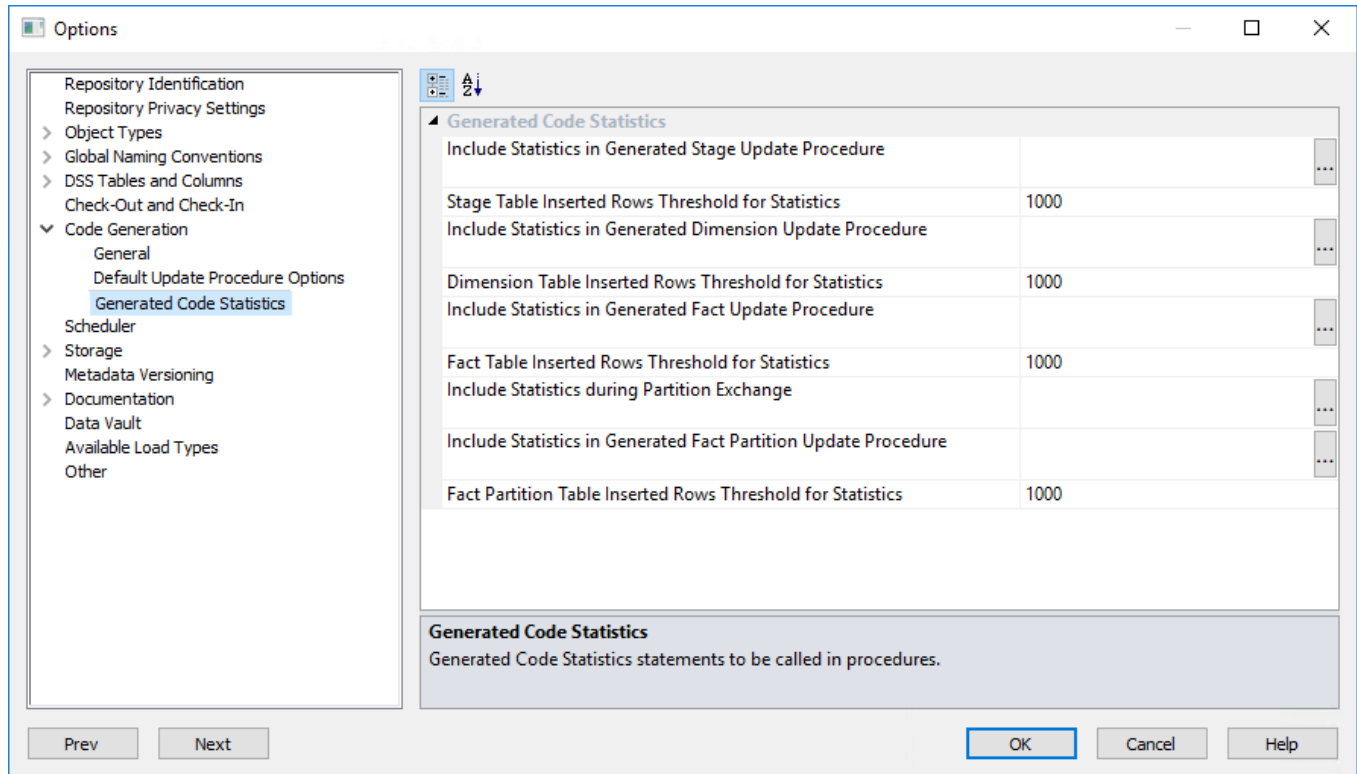 Options
Repository Identification
Repository Privacy Settings
Object Types
Global Naming Conventions
DSS Tables and Columns
Check-Out and Check-In
Code Generation
General
Default Update Procedure Options
Generated Code Statistics
Scheduler
Storage
Metadata Versioning
Documentation
Data Vault
Available Load Types
Other
Generated Code Statistics
Include Statistics in Generated Stage Update Procedure
...
Stage Table Inserted Rows Threshold for Statistics 1000
Include Statistics in Generated Dimension Update Procedure
...
Dimension Table Inserted Rows Threshold for Statistics 1000
Include Statistics in Generated Fact Update Procedure
...
Fact Table Inserted Rows Threshold for Statistics 1000
Include Statistics during Partition Exchange
...
Include Statistics in Generated Fact Partition Update Procedure
...
Fact Partition Table Inserted Rows Threshold for Statistics 1000
Generated Code Statistics
Generated Code Statistics statements to be called in procedures.
Prev Next OK Cancel Help